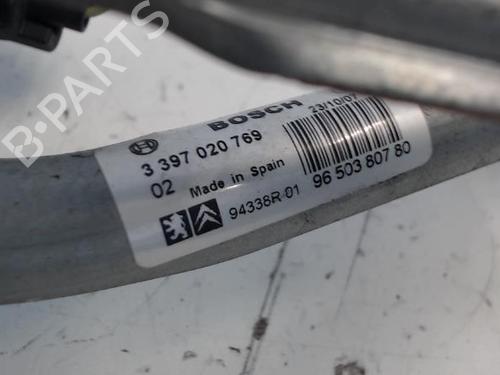 BOSCH
23/10/07
3 397 020 769
02 Made in Spain
94338R 01
96 503 807 80
B-PARTS